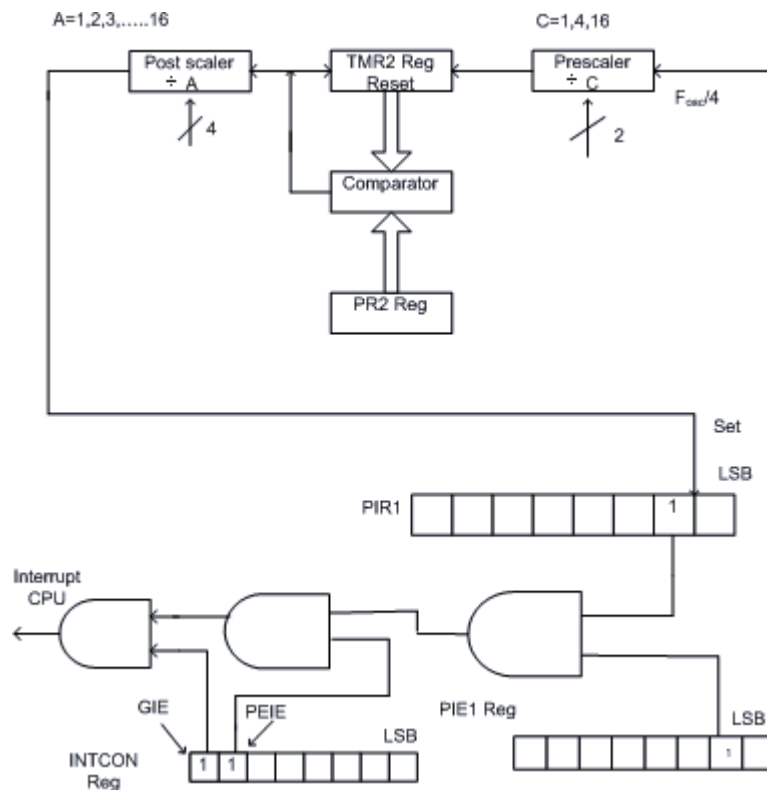 A=1,2,3,.....16
C=1,4,16
Post scaler
÷ A
TMR2 Reg
Reset
Prescaler
÷ C
Fosc/4
4
2
Comparator
PR2 Reg
Set
LSB
PIR1
1
Interrupt
CPU
GIE
PEIE
PIE1 Reg
LSB
LSB
INTCON
Reg
1 1
1